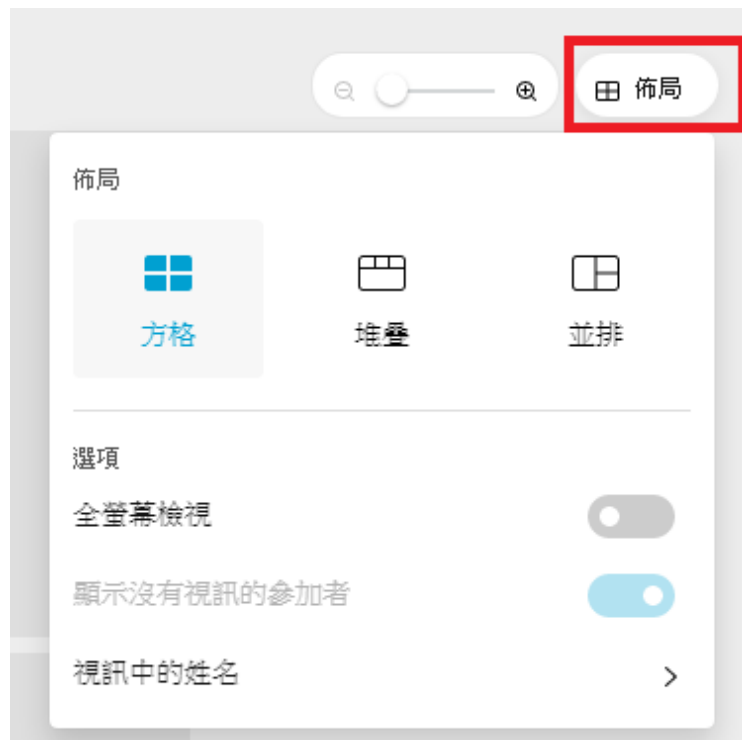 佈局
佈局
方格 堆疊 並排
選項
全螢幕檢視
顯示沒有視訊的參加者
視訊中的姓名